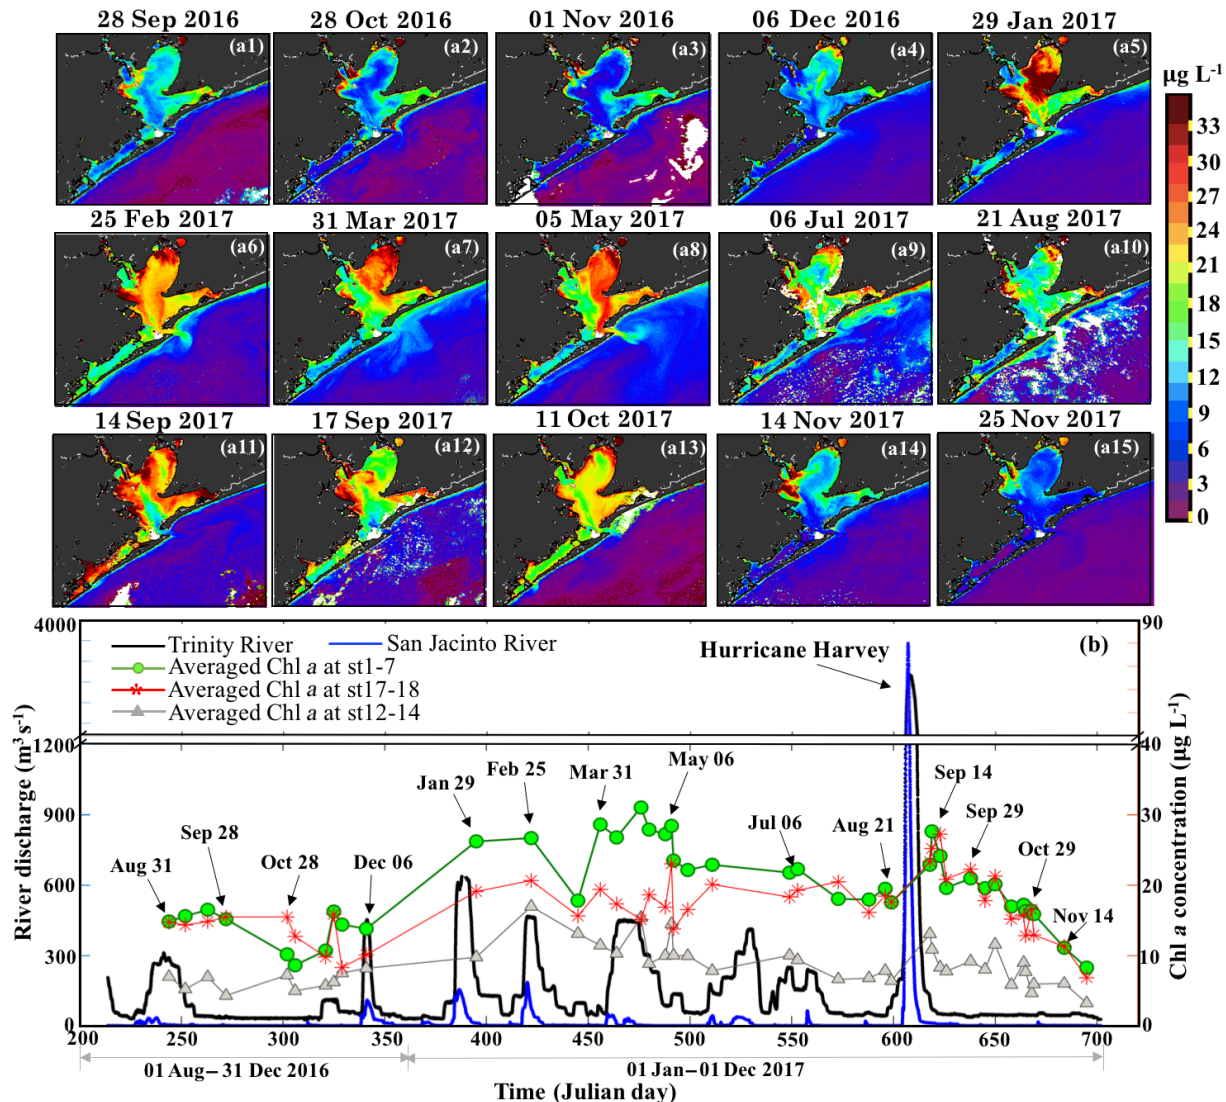 28 Sep 2016 28 Oct 2016 01 Nov 2016 06 Dec 2016 29 Jan 2017
(a1) (a2) (a3) (a4) (a5)
µg L-1
33
30
27
24
21
18
15
12
9
6
3
0
25 Feb 2017 31 Mar 2017 05 May 2017 06 Jul 2017 21 Aug 2017
(a6) (a7) (a8) (a9) (a10)
14 Sep 2017 17 Sep 2017 11 Oct 2017 14 Nov 2017 25 Nov 2017
(a11) (a12) (a13) (a14) (a15)
4000 90
Trinity River San Jacinto River (b)
Averaged Chl a at st1-7
Averaged Chl a at st17-18
Averaged Chl a at st12-14
Hurricane Harvey
River discharge (m3 s-1)
Chl a concentration (µg L-1)
1200 40
900 30
600 20
300 10
0 0
Aug 31
Sep 28
Oct 28
Dec 06
Jan 29
Feb 25
Mar 31
May 06
Jul 06
Aug 21
Sep 14
Sep 29
Oct 29
Nov 14
200 250 300 350 400 450 500 550 600 650 700
01 Aug–31 Dec 2016 01 Jan–01 Dec 2017
Time (Julian day)